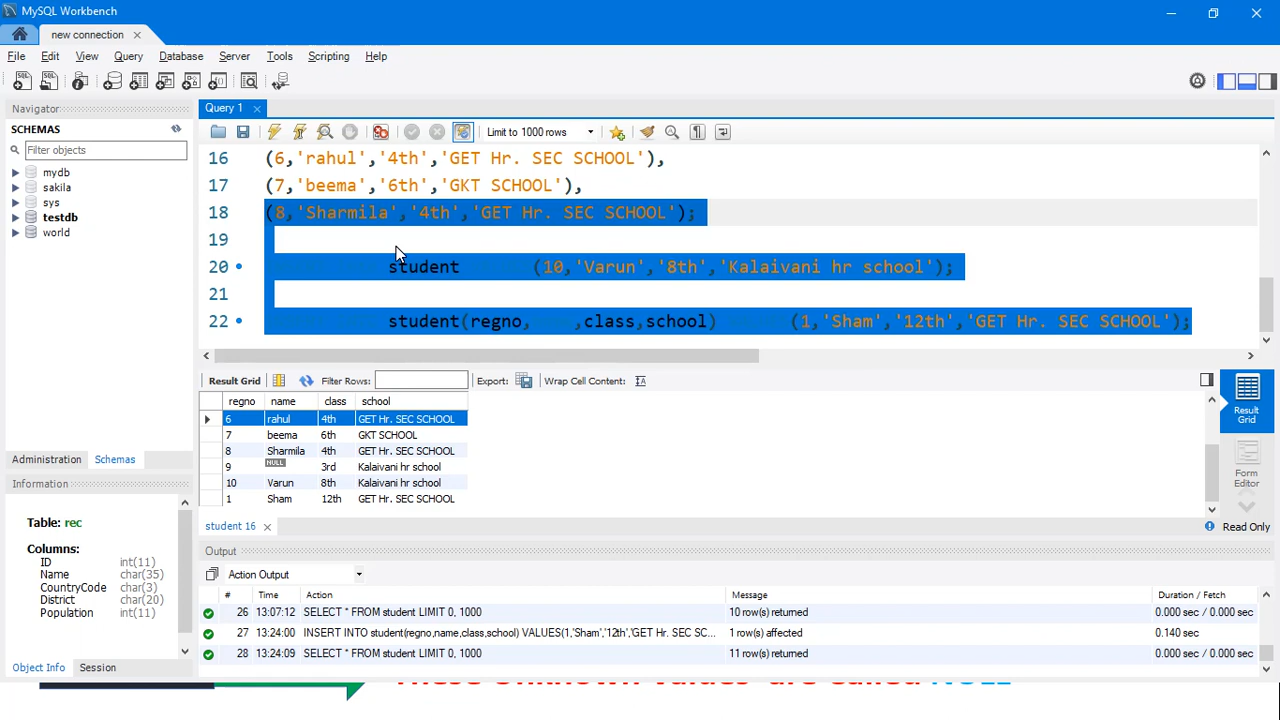 MySQL Workbench
new connection
File Edit View Query Database Server Tools Scripting Help
Navigator
SCHEMAS
Filter objects
mydb
sakila
sys
testdb
world
Administration Schemas
Information
Table: rec
Columns:
ID int(11)
Name char(35)
CountryCode char(3)
District char(20)
Population int(11)
Object Info Session
Query 1
Limit to 1000 rows
16 (6,'rahul','4th','GET Hr. SEC SCHOOL'),
17 (7,'beema','6th','GKT SCHOOL'),
18 (8,'Sharmila','4th','GET Hr. SEC SCHOOL');
19
20 student (10,'Varun','8th','Kalaivani hr school');
21
22 student(regno, ,class,school) (1,'Sham','12th','GET Hr. SEC SCHOOL');
Result Grid Filter Rows: Export: Wrap Cell Content:
regno name class school
6 rahul 4th GET Hr. SEC SCHOOL
7 beema 6th GKT SCHOOL
8 Sharmila 4th GET Hr. SEC SCHOOL
9 NULL 3rd Kalaivani hr school
10 Varun 8th Kalaivani hr school
1 Sham 12th GET Hr. SEC SCHOOL
Result Grid
Form Editor
student 16
Read Only
Output
Action Output
# Time Action Message Duration / Fetch
26 13:07:12 SELECT * FROM student LIMIT 0, 1000 10 row(s) returned 0.000 sec / 0.000 sec
27 13:24:00 INSERT INTO student(regno,name,class,school) VALUES(1,'Sham','12th','GET Hr. SEC SC... 1 row(s) affected 0.140 sec
28 13:24:09 SELECT * FROM student LIMIT 0, 1000 11 row(s) returned 0.000 sec / 0.000 sec
These Unknown values are called NULL